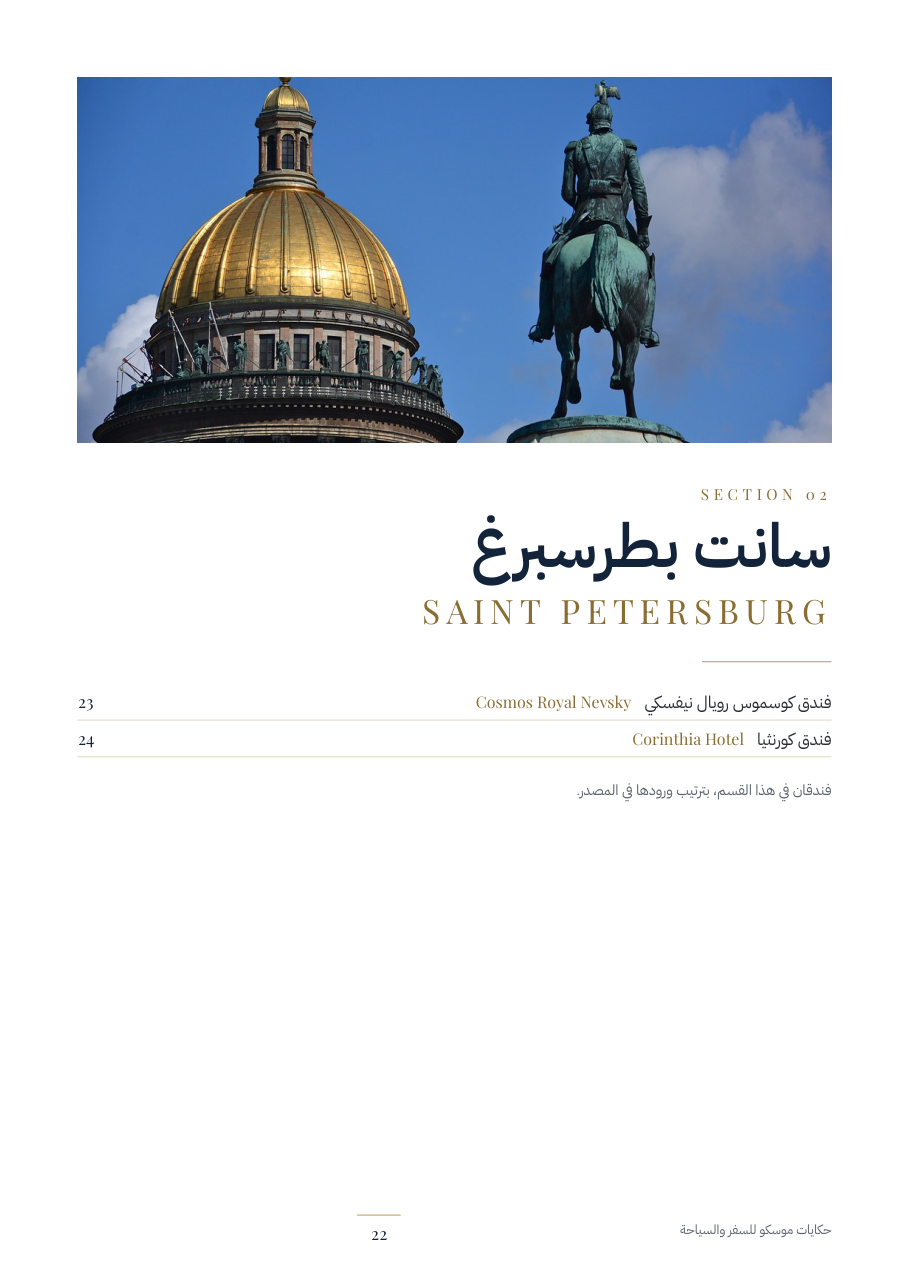 SECTION 02
سانت بطرسبرغ
SAINT PETERSBURG
فندق كوسموس رويال نيفسكي Cosmos Royal Nevsky 23
فندق كورنثيا Corinthia Hotel 24
فندقان في هذا القسم، بترتيب ورودها في المصدر.
حكايات موسكو للسفر والسياحة
22